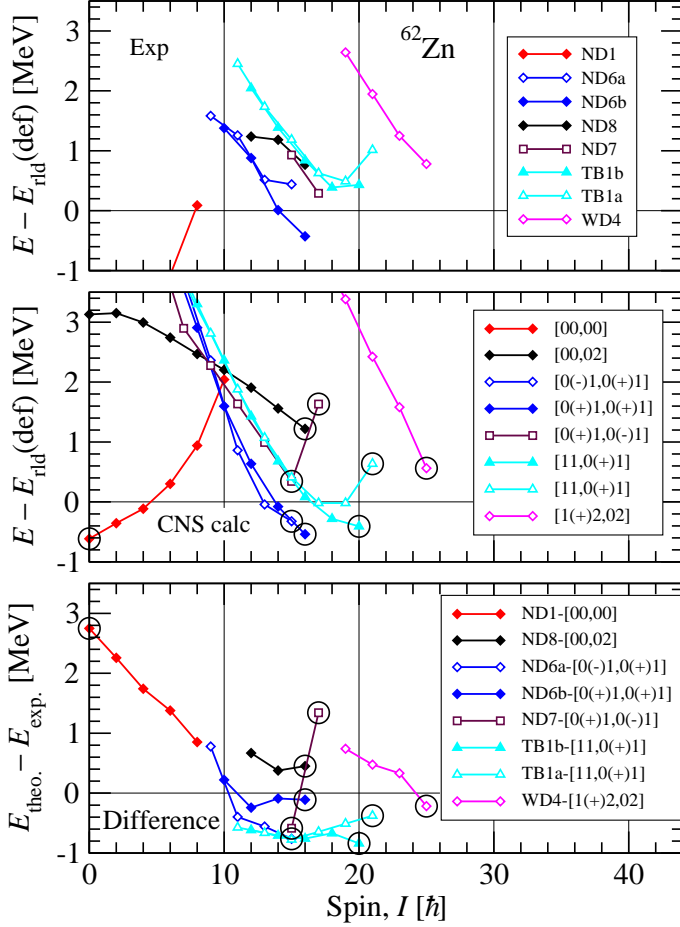 Exp
⁶²Zn
E − E_rld(def) [MeV]
3
2
1
0
-1
ND1
ND6a
ND6b
ND8
ND7
TB1b
TB1a
WD4
E − E_rld(def) [MeV]
3
2
1
0
-1
CNS calc
[00,00]
[00,02]
[0(-)1,0(+)1]
[0(+)1,0(+)1]
[0(+)1,0(-)1]
[11,0(+)1]
[11,0(+)1]
[1(+)2,02]
E_theo. − E_exp. [MeV]
3
2
1
0
-1
Difference
ND1-[00,00]
ND8-[00,02]
ND6a-[0(-)1,0(+)1]
ND6b-[0(+)1,0(+)1]
ND7-[0(+)1,0(-)1]
TB1b-[11,0(+)1]
TB1a-[11,0(+)1]
WD4-[1(+)2,02]
0 10 20 30 40
Spin, I [ℏ]